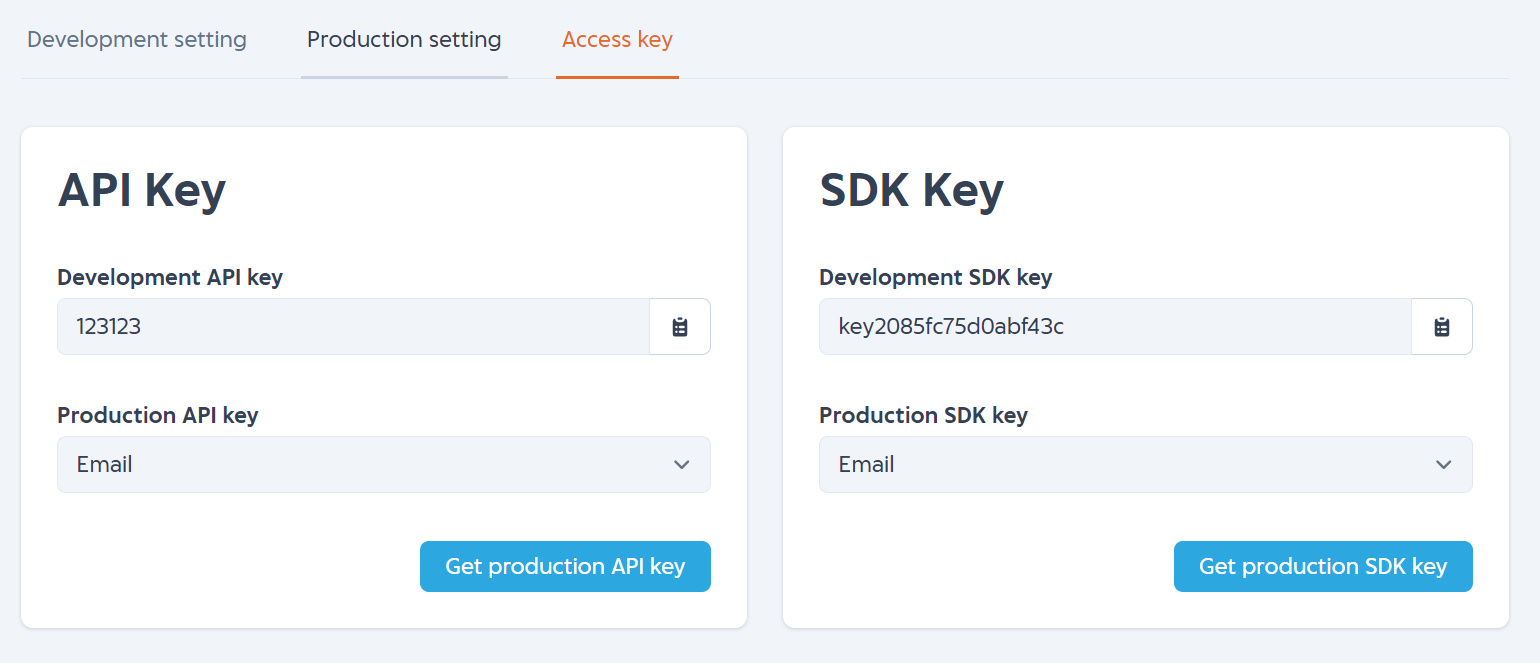 Development setting
Production setting
Access key
API Key
Development API key
123123
Production API key
Email
Get production API key
SDK Key
Development SDK key
key2085fc75d0abf43c
Production SDK key
Email
Get production SDK key